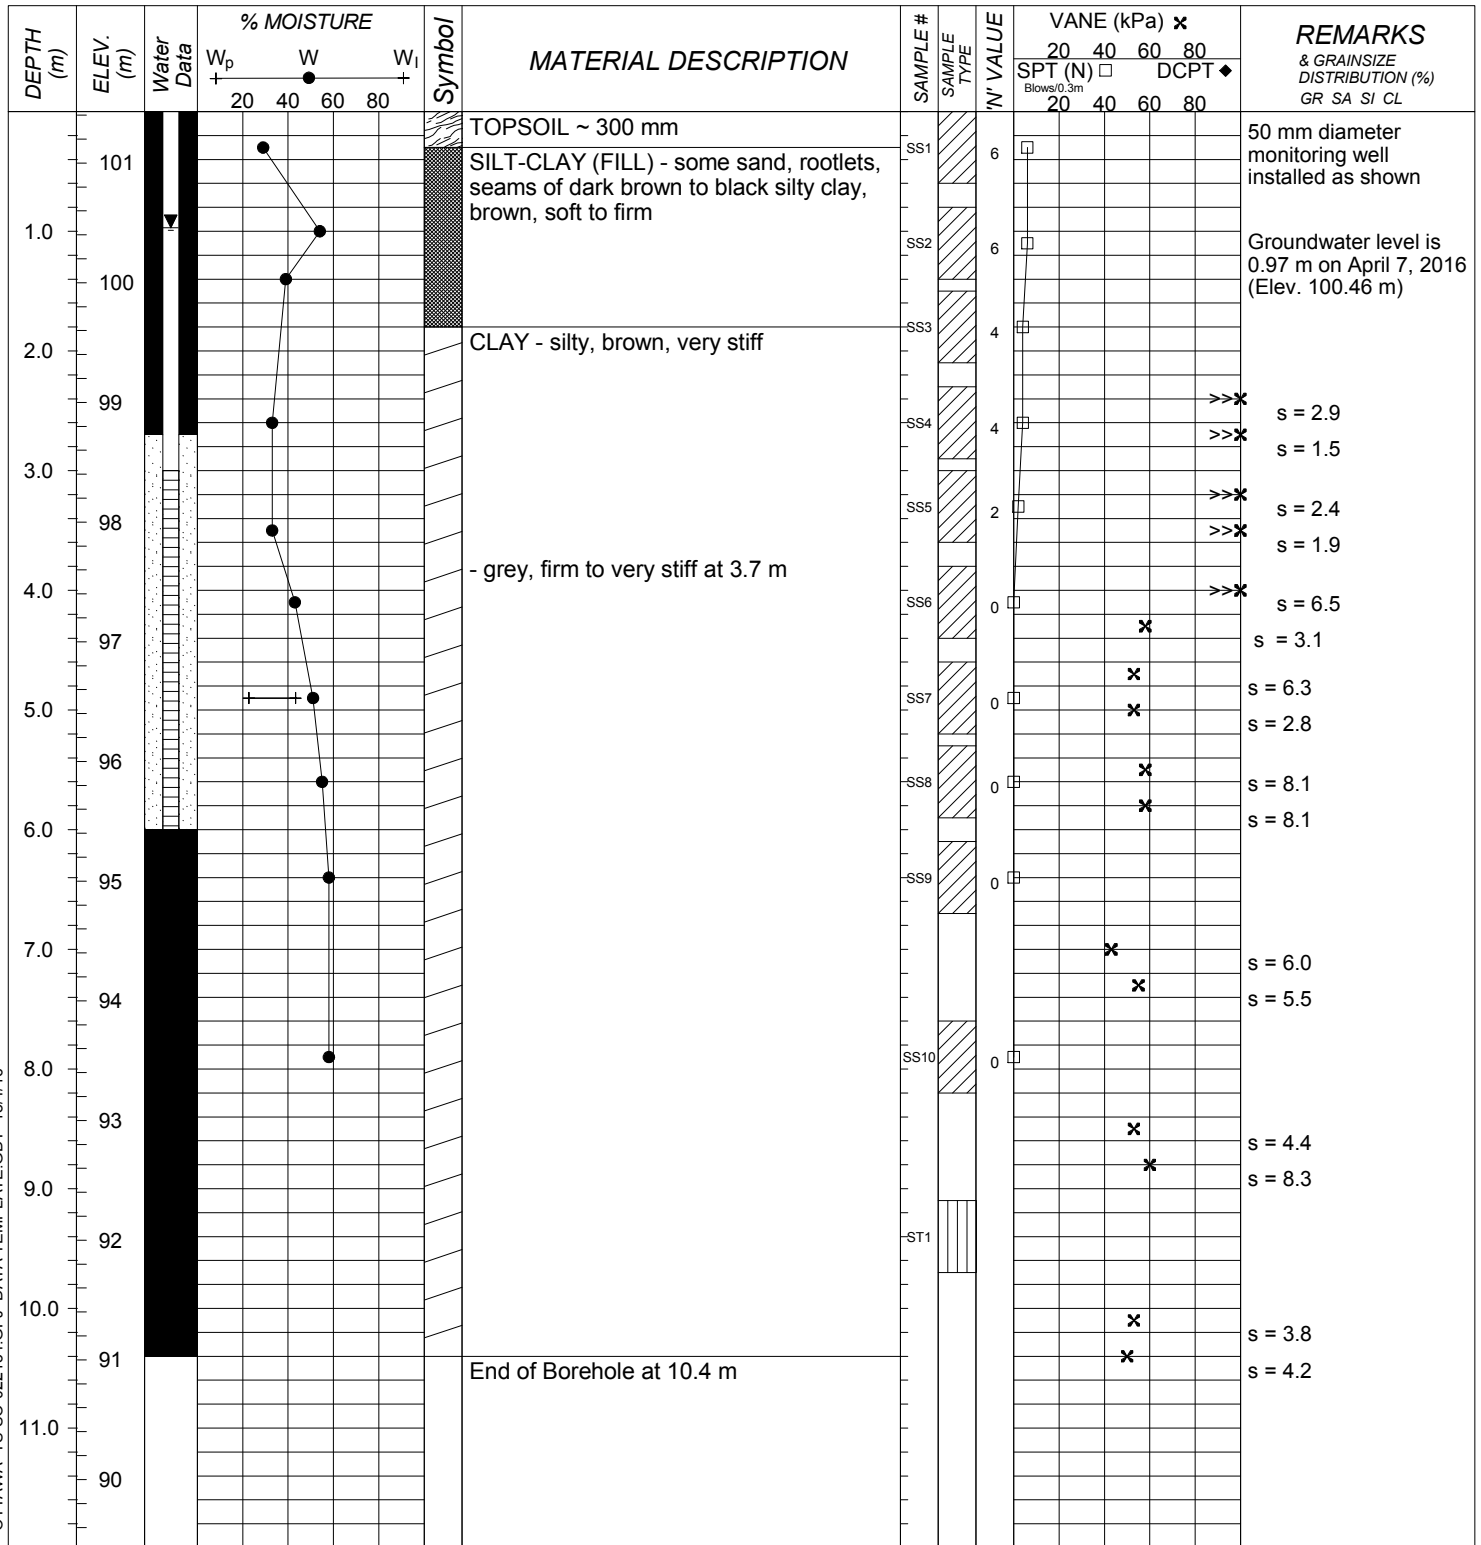 DEPTH (m)
ELEV. (m)
Water Data
% MOISTURE
Wp W Wl
20 40 60 80
Symbol
MATERIAL DESCRIPTION
SAMPLE #
SAMPLE TYPE
'N' VALUE
VANE (kPa)
20 40 60 80
SPT (N) DCPT
Blows/0.3m
20 40 60 80
REMARKS
& GRAINSIZE
DISTRIBUTION (%)
GR SA SI CL
TOPSOIL ~ 300 mm
SILT-CLAY (FILL) - some sand, rootlets,
seams of dark brown to black silty clay,
brown, soft to firm
CLAY - silty, brown, very stiff
- grey, firm to very stiff at 3.7 m
End of Borehole at 10.4 m
1.0
2.0
3.0
4.0
5.0
6.0
7.0
8.0
9.0
10.0
11.0
101
100
99
98
97
96
95
94
93
92
91
90
SS1
SS2
SS3
SS4
SS5
SS6
SS7
SS8
SS9
SS10
ST1
6
6
4
4
2
0
0
0
0
0
>>
>>
>>
>>
>>
50 mm diameter
monitoring well
installed as shown
Groundwater level is
0.97 m on April 7, 2016
(Elev. 100.46 m)
s = 2.9
s = 1.5
s = 2.4
s = 1.9
s = 6.5
s = 3.1
s = 6.3
s = 2.8
s = 8.1
s = 8.1
s = 6.0
s = 5.5
s = 4.4
s = 8.3
s = 3.8
s = 4.2